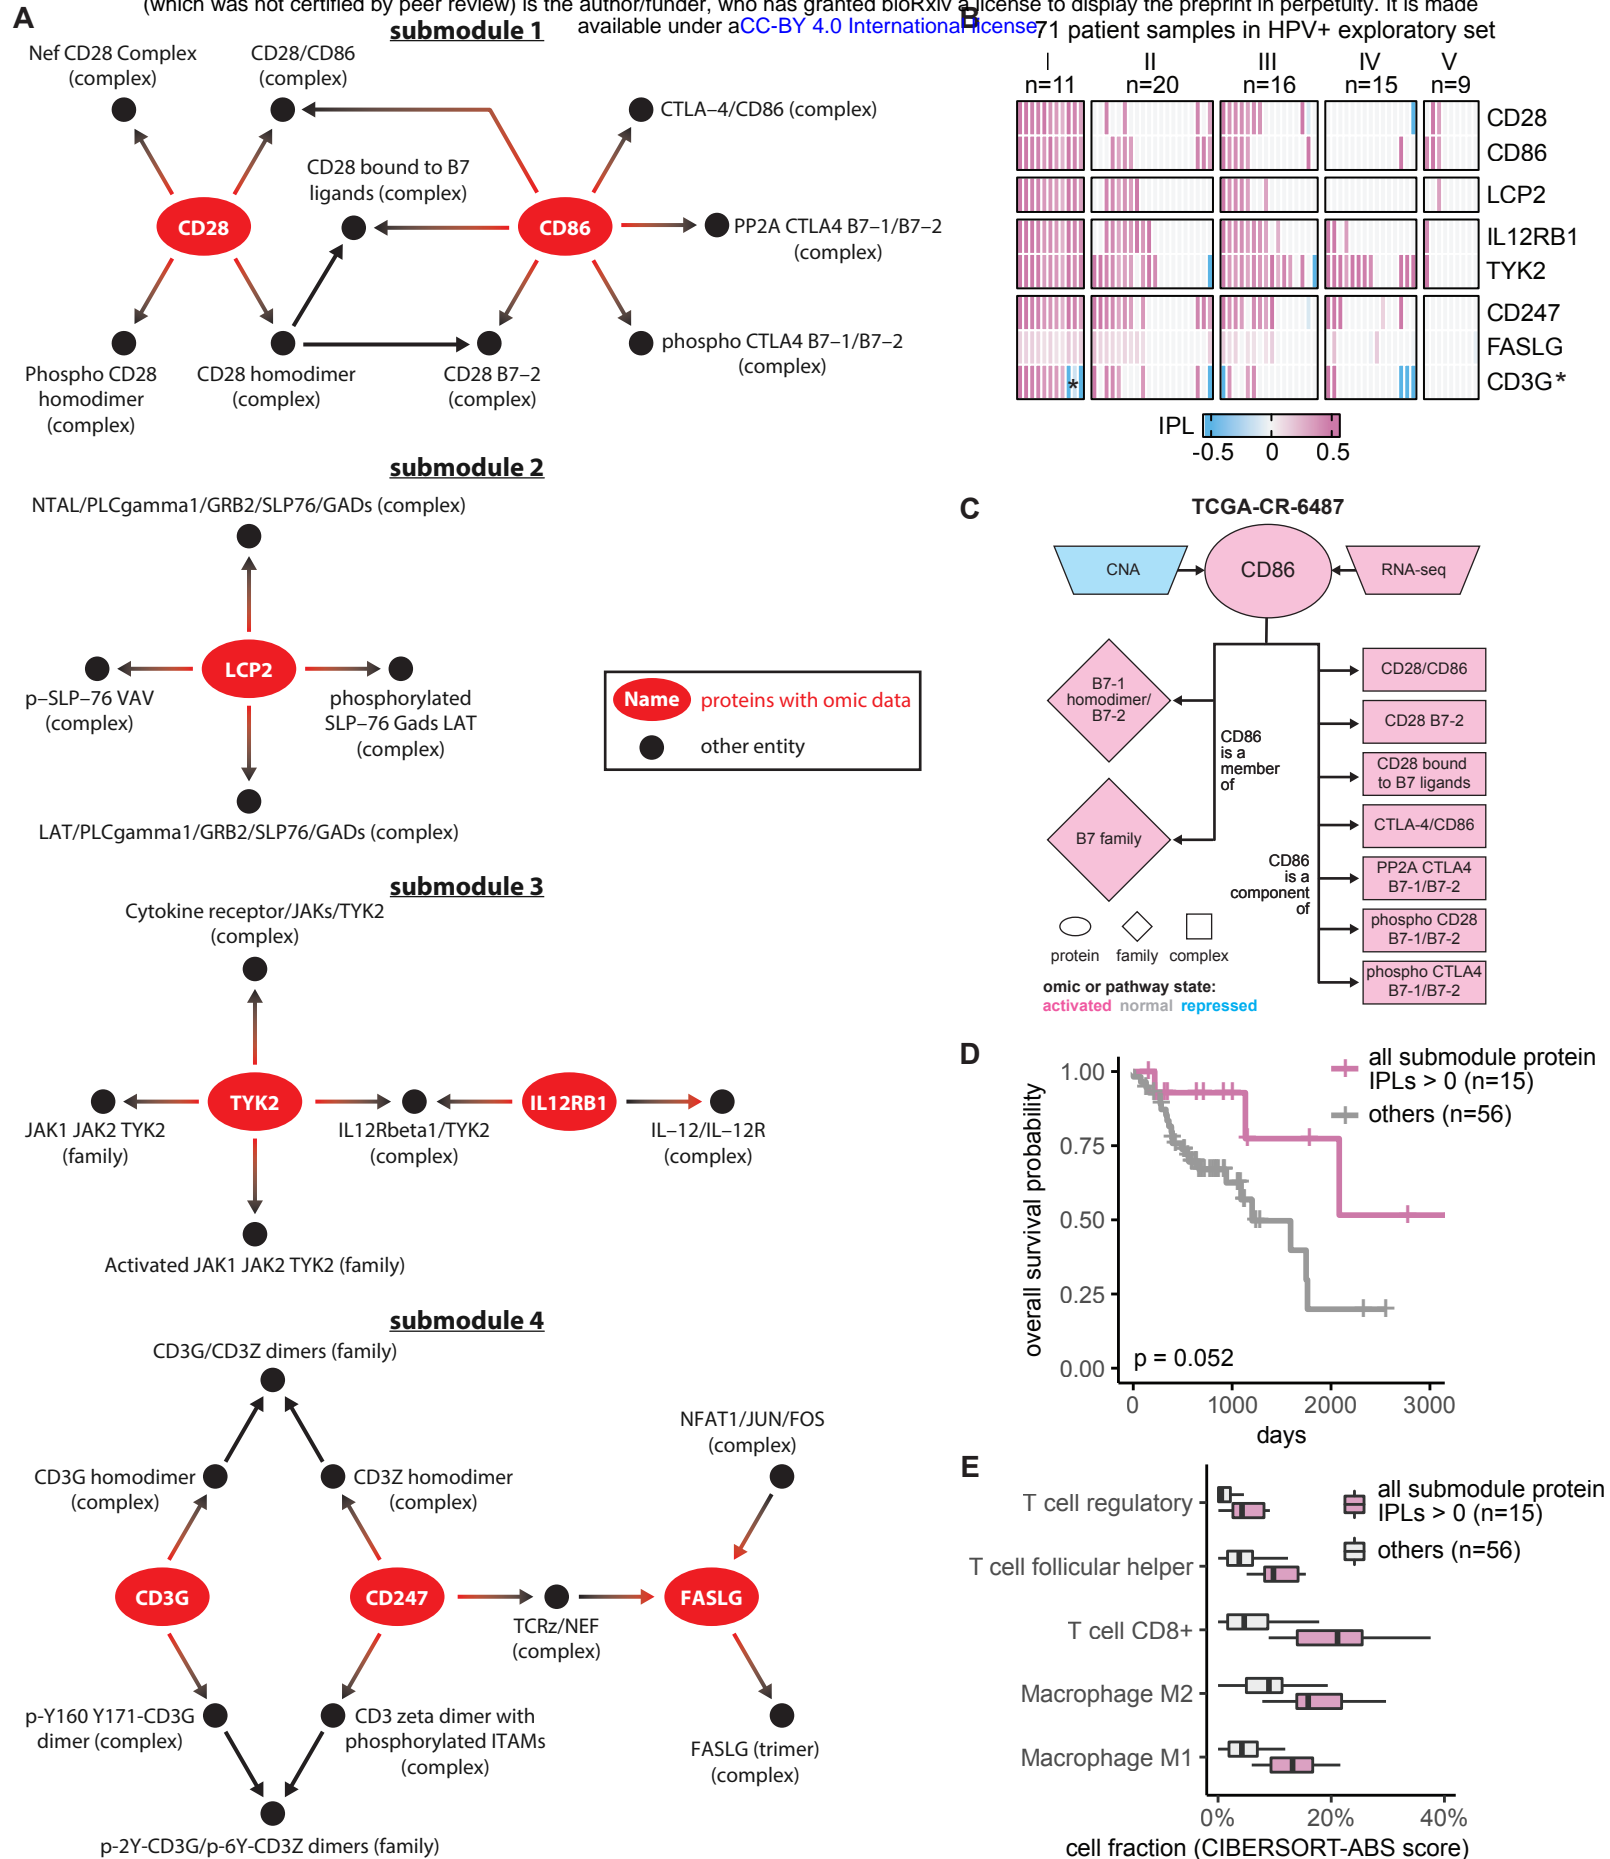 (which was not certified by peer review) is the author/funder, who has granted bioRxiv a license to display the preprint in perpetuity. It is made
available under aCC-BY 4.0 International license.
A
submodule 1
Nef CD28 Complex
(complex)
CD28/CD86
(complex)
CTLA–4/CD86 (complex)
CD28 bound to B7
ligands (complex)
CD28
CD86
PP2A CTLA4 B7–1/B7–2
(complex)
Phospho CD28
homodimer
(complex)
CD28 homodimer
(complex)
CD28 B7–2
(complex)
phospho CTLA4 B7–1/B7–2
(complex)
submodule 2
NTAL/PLCgamma1/GRB2/SLP76/GADs (complex)
LCP2
p–SLP–76 VAV
(complex)
phosphorylated
SLP–76 Gads LAT
(complex)
LAT/PLCgamma1/GRB2/SLP76/GADs (complex)
Name
proteins with omic data
other entity
submodule 3
Cytokine receptor/JAKs/TYK2
(complex)
TYK2
IL12RB1
JAK1 JAK2 TYK2
(family)
IL12Rbeta1/TYK2
(complex)
IL–12/IL–12R
(complex)
Activated JAK1 JAK2 TYK2 (family)
submodule 4
CD3G/CD3Z dimers (family)
NFAT1/JUN/FOS
(complex)
CD3G homodimer
(complex)
CD3Z homodimer
(complex)
CD3G
CD247
FASLG
TCRz/NEF
(complex)
p-Y160 Y171-CD3G
dimer (complex)
CD3 zeta dimer with
phosphorylated ITAMs
(complex)
FASLG (trimer)
(complex)
p-2Y-CD3G/p-6Y-CD3Z dimers (family)
B
71 patient samples in HPV+ exploratory set
I
II
III
IV
V
n=11
n=20
n=16
n=15
n=9
CD28
CD86
LCP2
IL12RB1
TYK2
CD247
FASLG
CD3G*
*
IPL
-0.5
0
0.5
C
TCGA-CR-6487
CNA
CD86
RNA-seq
B7-1
homodimer/
B7-2
B7 family
CD86
is a
member
of
CD86
is a
component
of
CD28/CD86
CD28 B7-2
CD28 bound
to B7 ligands
CTLA-4/CD86
PP2A CTLA4
B7-1/B7-2
phospho CD28
B7-1/B7-2
phospho CTLA4
B7-1/B7-2
protein
family
complex
omic or pathway state:
activated normal repressed
D
overall survival probability
1.00
0.75
0.50
0.25
0.00
p = 0.052
0
1000
2000
3000
days
all submodule protein
IPLs > 0 (n=15)
others (n=56)
E
T cell regulatory
T cell follicular helper
T cell CD8+
Macrophage M2
Macrophage M1
all submodule protein
IPLs > 0 (n=15)
others (n=56)
0%
20%
40%
cell fraction (CIBERSORT-ABS score)